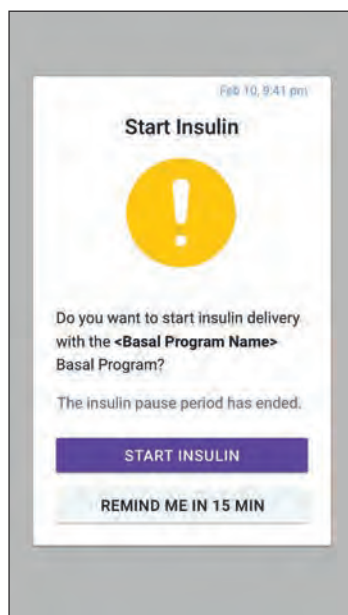 Feb 10, 9:41 pm
Start Insulin
Do you want to start insulin delivery
with the <Basal Program Name>
Basal Program?
The insulin pause period has ended.
START INSULIN
REMIND ME IN 15 MIN